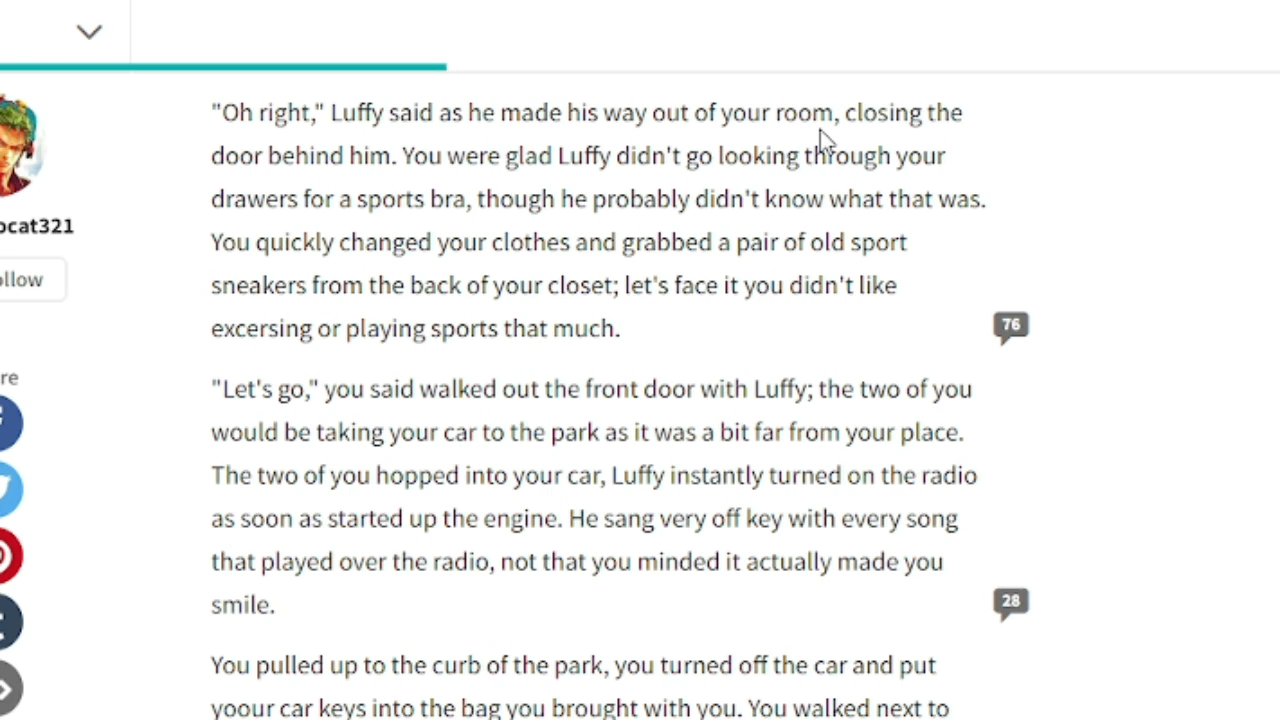 "Oh right," Luffy said as he made his way out of your room, closing the
door behind him. You were glad Luffy didn't go looking through your
drawers for a sports bra, though he probably didn't know what that was.
You quickly changed your clothes and grabbed a pair of old sport
sneakers from the back of your closet; let's face it you didn't like
excersing or playing sports that much.
76
"Let's go," you said walked out the front door with Luffy; the two of you
would be taking your car to the park as it was a bit far from your place.
The two of you hopped into your car, Luffy instantly turned on the radio
as soon as started up the engine. He sang very off key with every song
that played over the radio, not that you minded it actually made you
smile.
28
You pulled up to the curb of the park, you turned off the car and put
yoour car keys into the bag you brought with you. You walked next to
ocat321
ollow
re